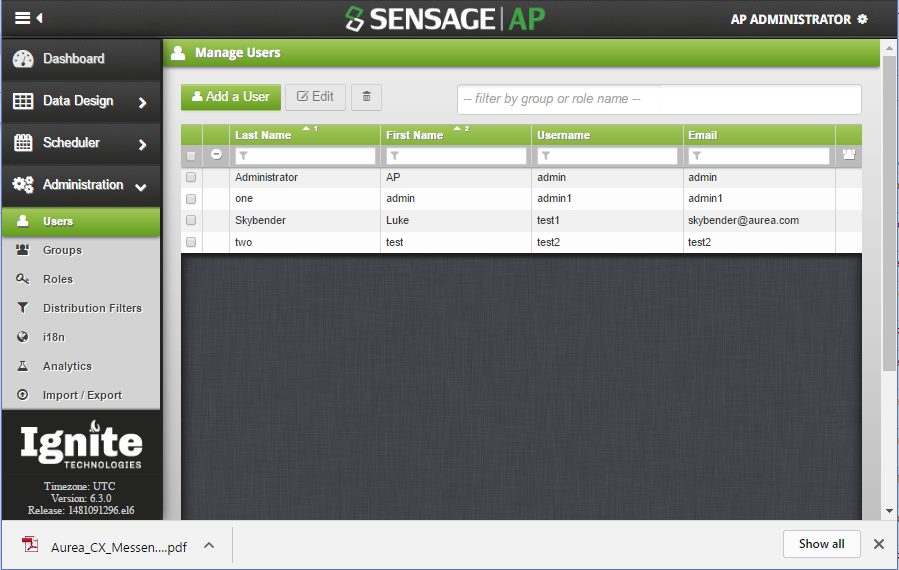 SENSAGE AP
AP ADMINISTRATOR
Dashboard
Data Design
Scheduler
Administration
Users
Groups
Roles
Distribution Filters
i18n
Analytics
Import / Export
Ignite
TECHNOLOGIES
Timezone: UTC
Version: 6.3.0
Release: 1481091296.el6
Manage Users
Add a User Edit -- filter by group or role name --
Last Name 1 First Name 2 Username Email
Administrator AP admin admin
one admin admin1 admin1
Skybender Luke test1 skybender@aurea.com
two test test2 test2
Aurea_CX_Messen....pdf Show all